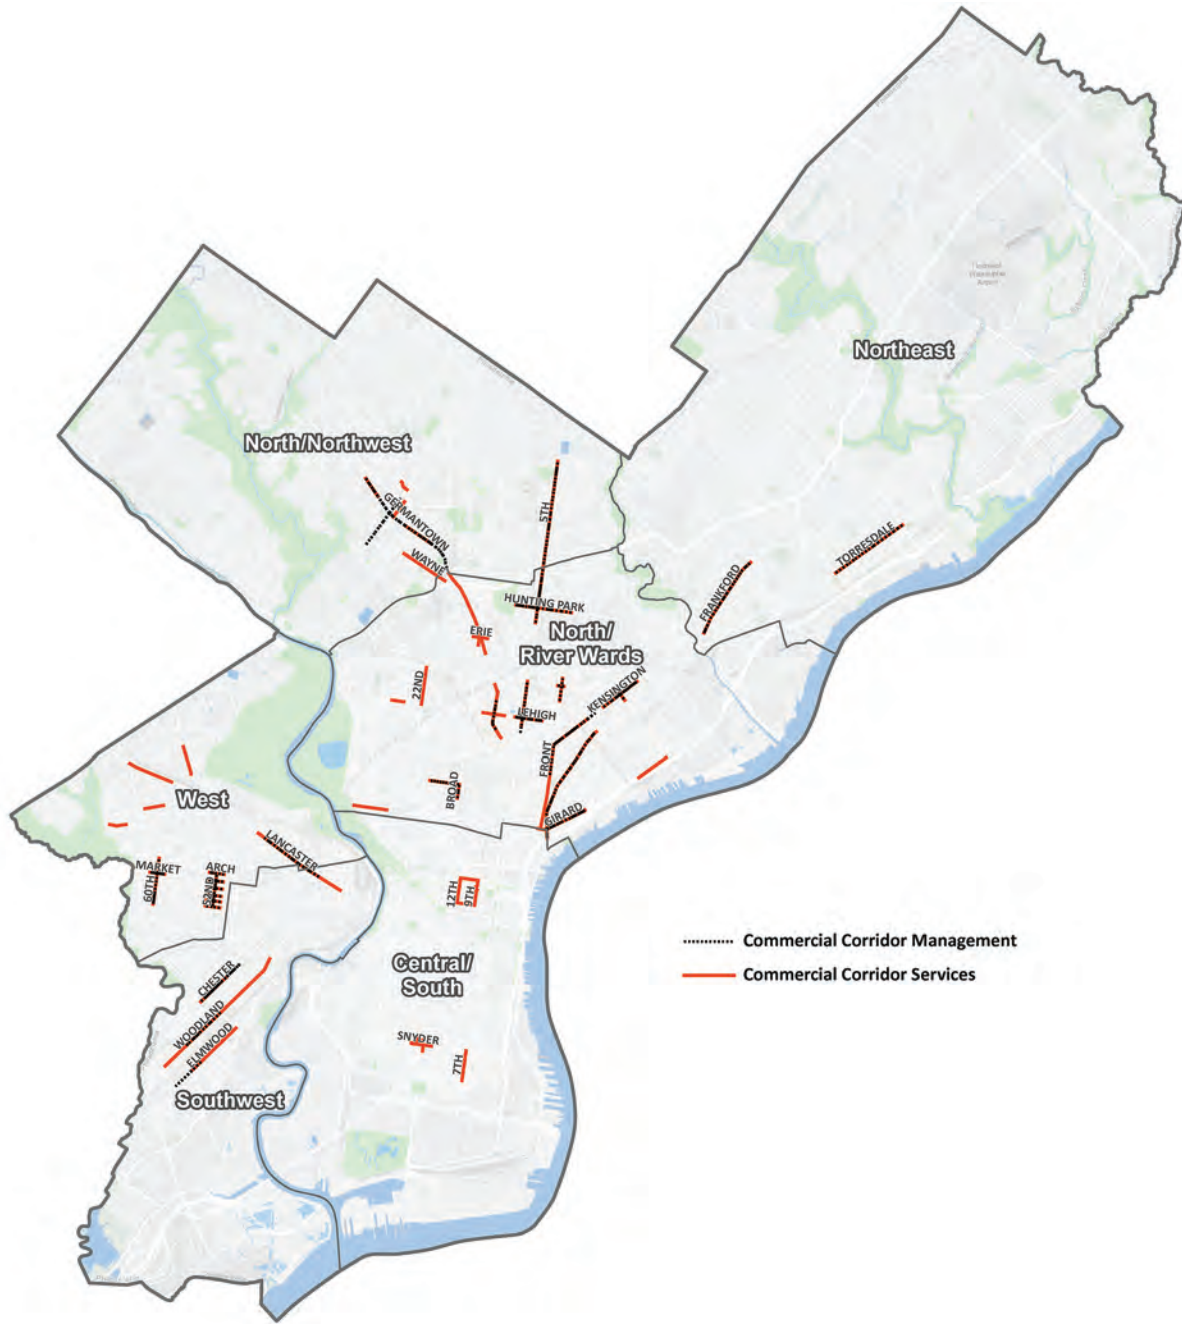 Northeast
North/Northwest
GERMANTOWN
5TH
WAYNE
TORRESDALE
FRANKFORD
HUNTING PARK
ERIE
North/
River Wards
22ND
KENSINGTON
LEHIGH
FRONT
BROAD
West
GIRARD
LANCASTER
MARKET
ARCH
60TH
52ND
12TH
9TH
Commercial Corridor Management
Commercial Corridor Services
Central/
South
CHESTER
WOODLAND
ELMWOOD
SNYDER
7TH
Southwest